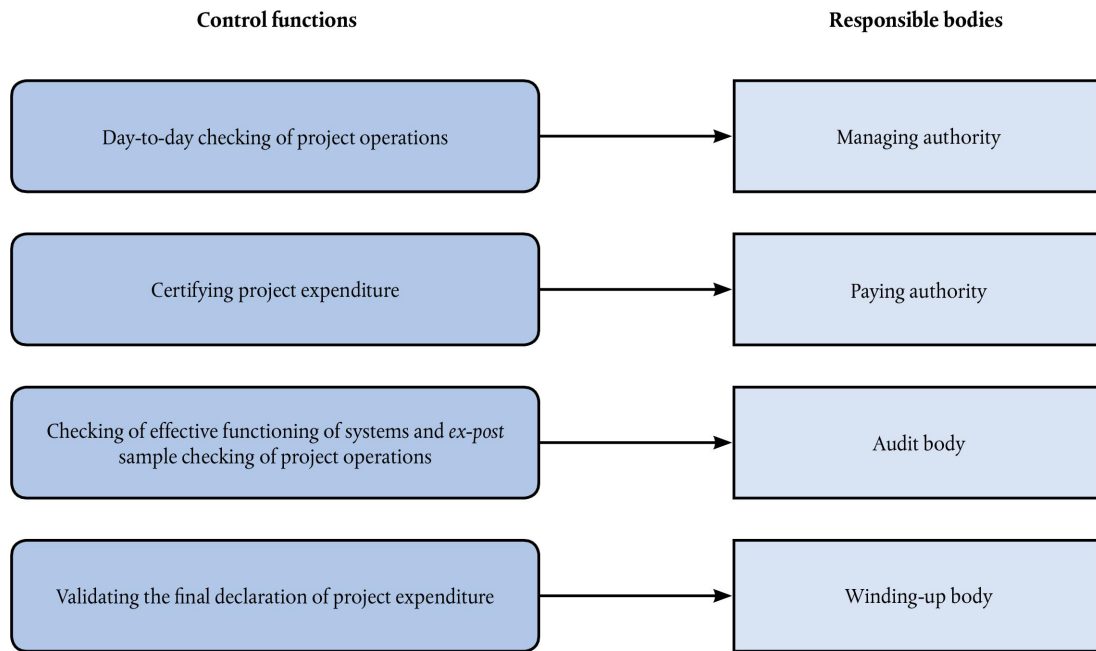 Control functions
Responsible bodies
Day-to-day checking of project operations
Managing authority
Certifying project expenditure
Paying authority
Checking of effective functioning of systems and ex-post
sample checking of project operations
Audit body
Validating the final declaration of project expenditure
Winding-up body